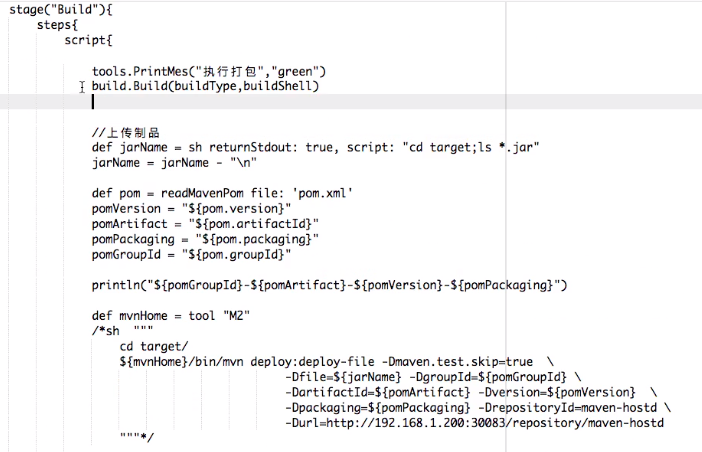 stage("Build"){
steps{
script{
tools.PrintMes("执行打包","green")
build.Build(buildType,buildShell)
//上传制品
def jarName = sh returnStdout: true, script: "cd target;ls *.jar"
jarName = jarName - "\n"
def pom = readMavenPom file: 'pom.xml'
pomVersion = "${pom.version}"
pomArtifact = "${pom.artifactId}"
pomPackaging = "${pom.packaging}"
pomGroupId = "${pom.groupId}"
println("${pomGroupId}-${pomArtifact}-${pomVersion}-${pomPackaging}")
def mvnHome = tool "M2"
/*sh  """
cd target/
${mvnHome}/bin/mvn deploy:deploy-file -Dmaven.test.skip=true  \
-Dfile=${jarName} -DgroupId=${pomGroupId} \
-DartifactId=${pomArtifact} -Dversion=${pomVersion}  \
-Dpackaging=${pomPackaging} -DrepositoryId=maven-hostd \
-Durl=http://192.168.1.200:30083/repository/maven-hostd
"""*/